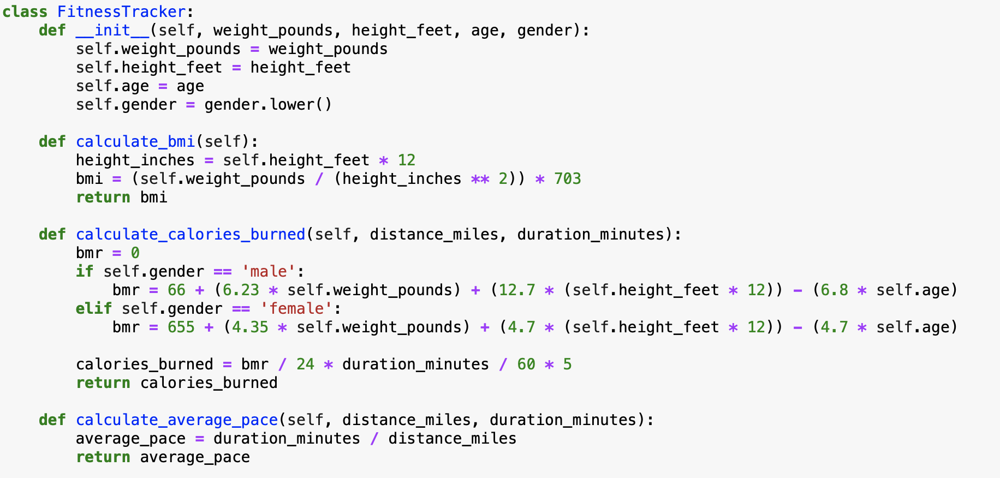 class FitnessTracker:
    def __init__(self, weight_pounds, height_feet, age, gender):
        self.weight_pounds = weight_pounds
        self.height_feet = height_feet
        self.age = age
        self.gender = gender.lower()

    def calculate_bmi(self):
        height_inches = self.height_feet * 12
        bmi = (self.weight_pounds / (height_inches ** 2)) * 703
        return bmi

    def calculate_calories_burned(self, distance_miles, duration_minutes):
        bmr = 0
        if self.gender == 'male':
            bmr = 66 + (6.23 * self.weight_pounds) + (12.7 * (self.height_feet * 12)) - (6.8 * self.age)
        elif self.gender == 'female':
            bmr = 655 + (4.35 * self.weight_pounds) + (4.7 * (self.height_feet * 12)) - (4.7 * self.age)

        calories_burned = bmr / 24 * duration_minutes / 60 * 5
        return calories_burned

    def calculate_average_pace(self, distance_miles, duration_minutes):
        average_pace = duration_minutes / distance_miles
        return average_pace